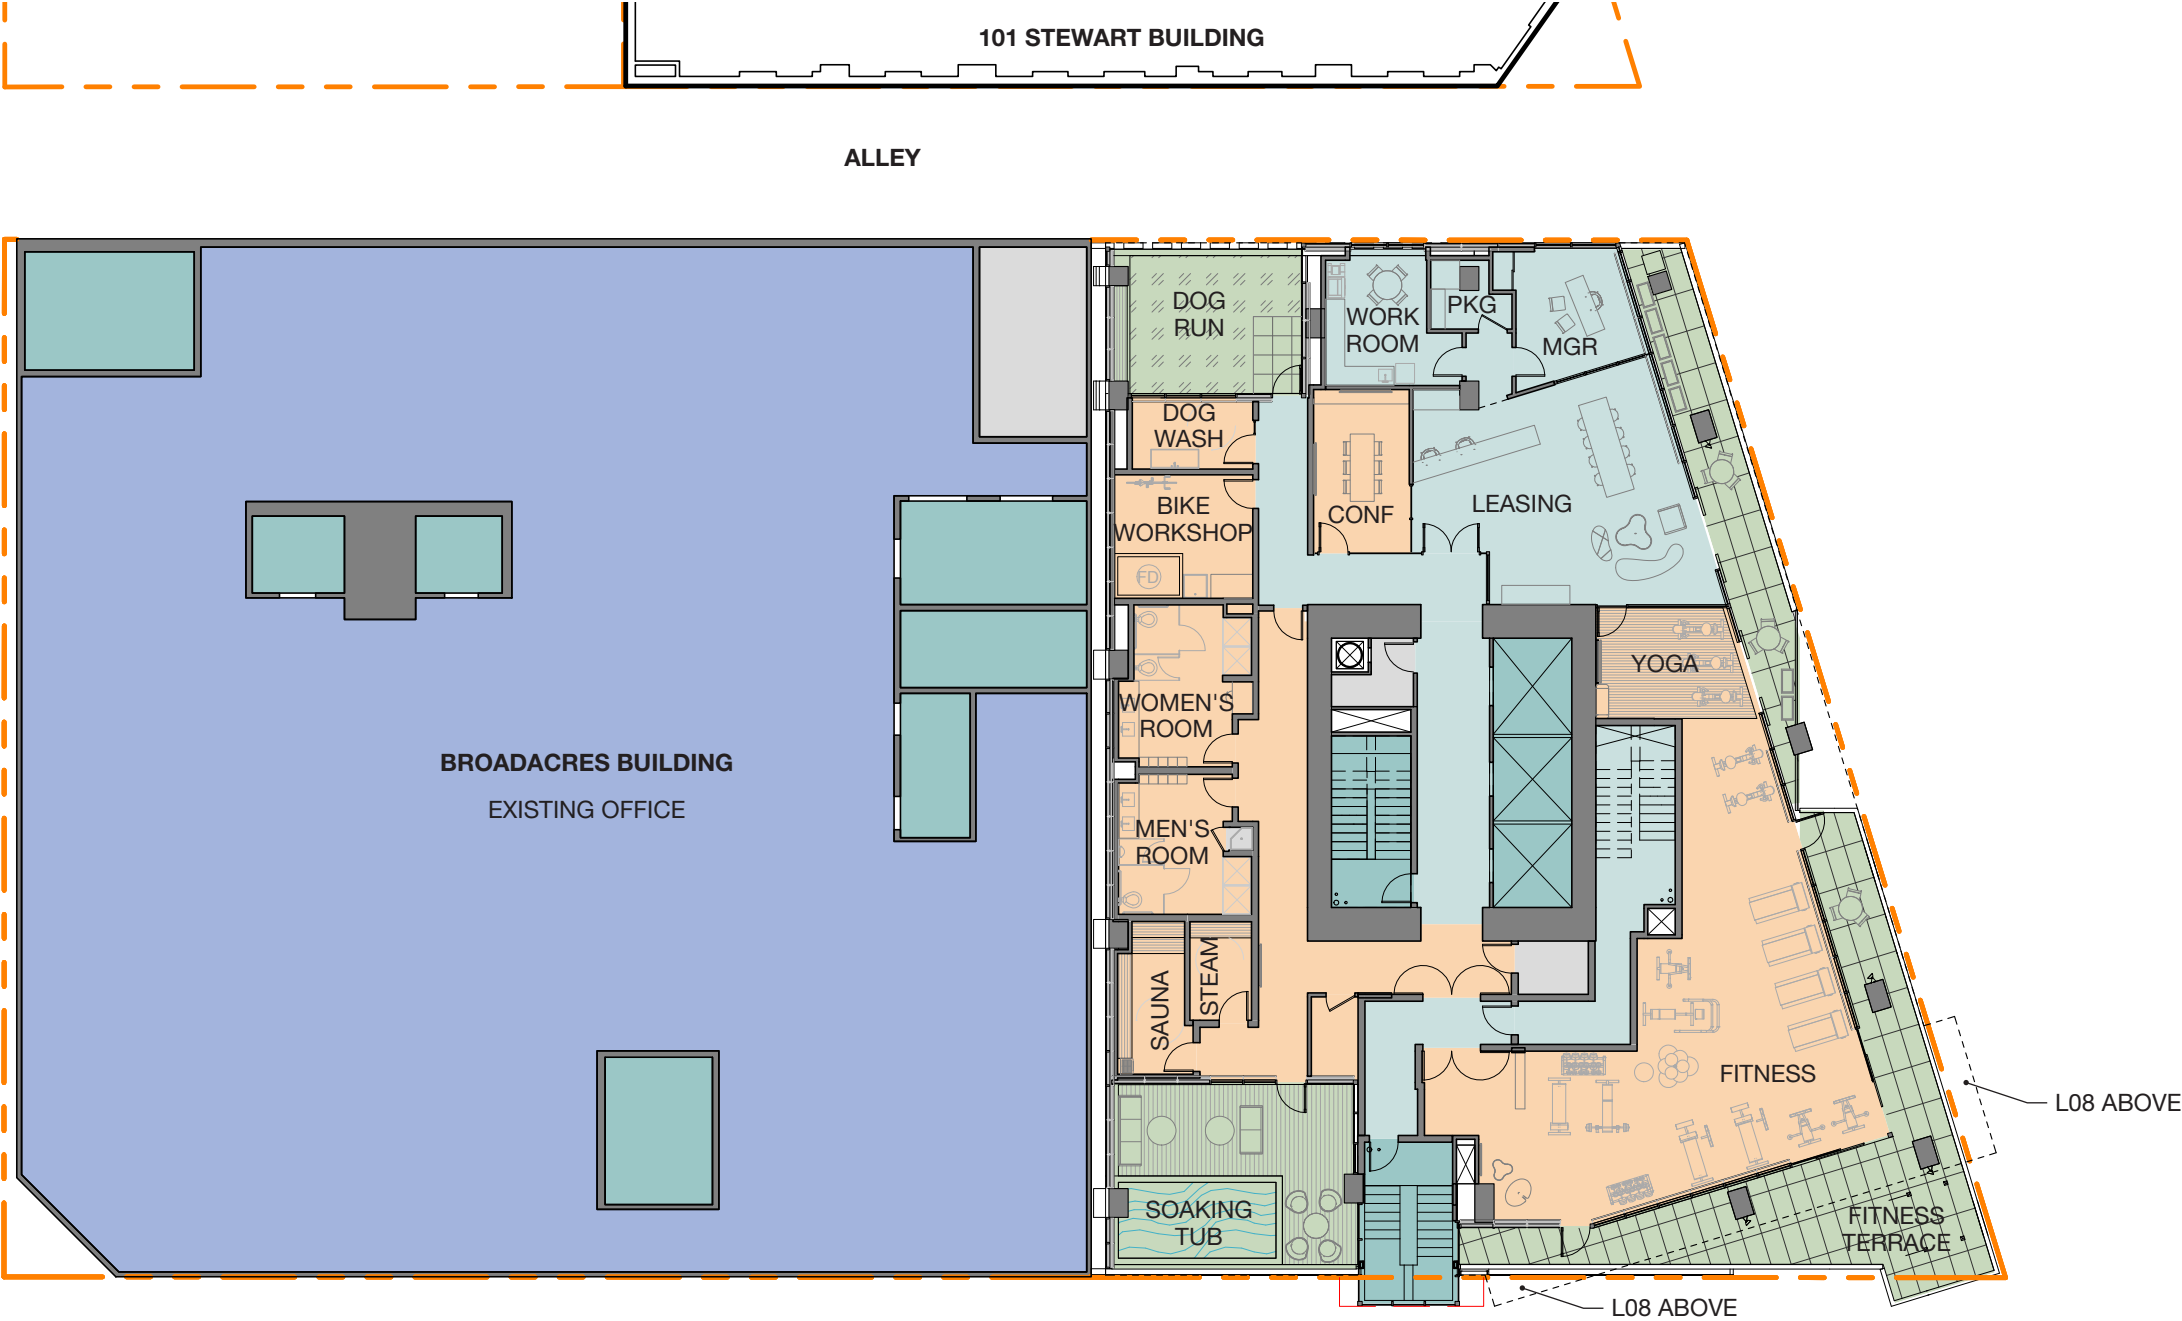 101 STEWART BUILDING
ALLEY
DOG
RUN
WORK
ROOM
PKG
MGR
DOG
WASH
BIKE
WORKSHOP
FD
CONF
LEASING
YOGA
WOMEN'S
ROOM
BROADACRES BUILDING
EXISTING OFFICE
MEN'S
ROOM
SAUNA
STEAM
FITNESS
L08 ABOVE
SOAKING
TUB
FITNESS
TERRACE
L08 ABOVE